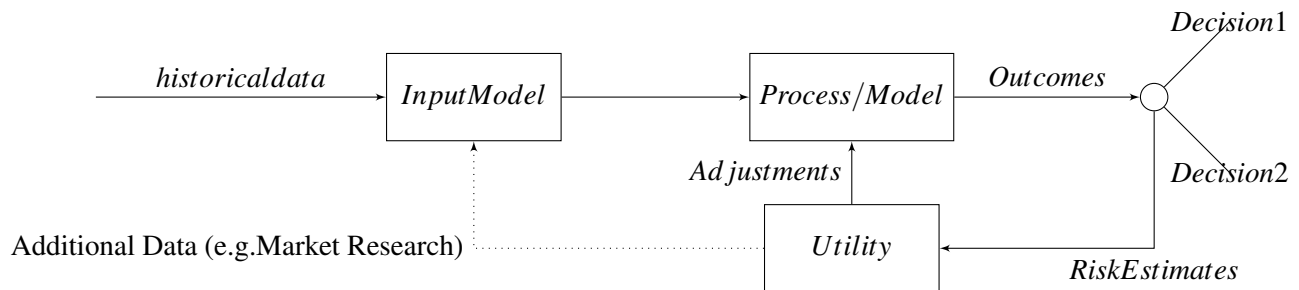 Decision1
historicaldata
InputModel
Process/Model
Outcomes
Adjustments
Decision2
Additional Data (e.g.Market Research)
Utility
RiskEstimates